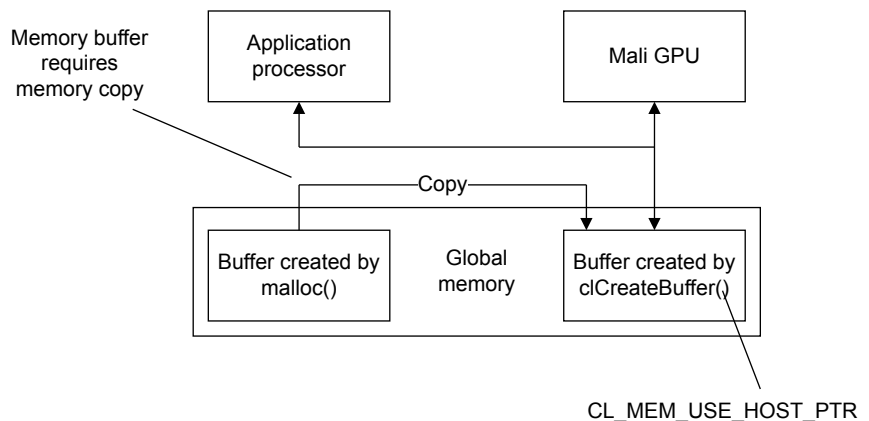 Memory buffer
requires
memory copy
Application
processor
Mali GPU
Copy
Buffer created by
malloc()
Global
memory
Buffer created by
clCreateBuffer()
CL_MEM_USE_HOST_PTR